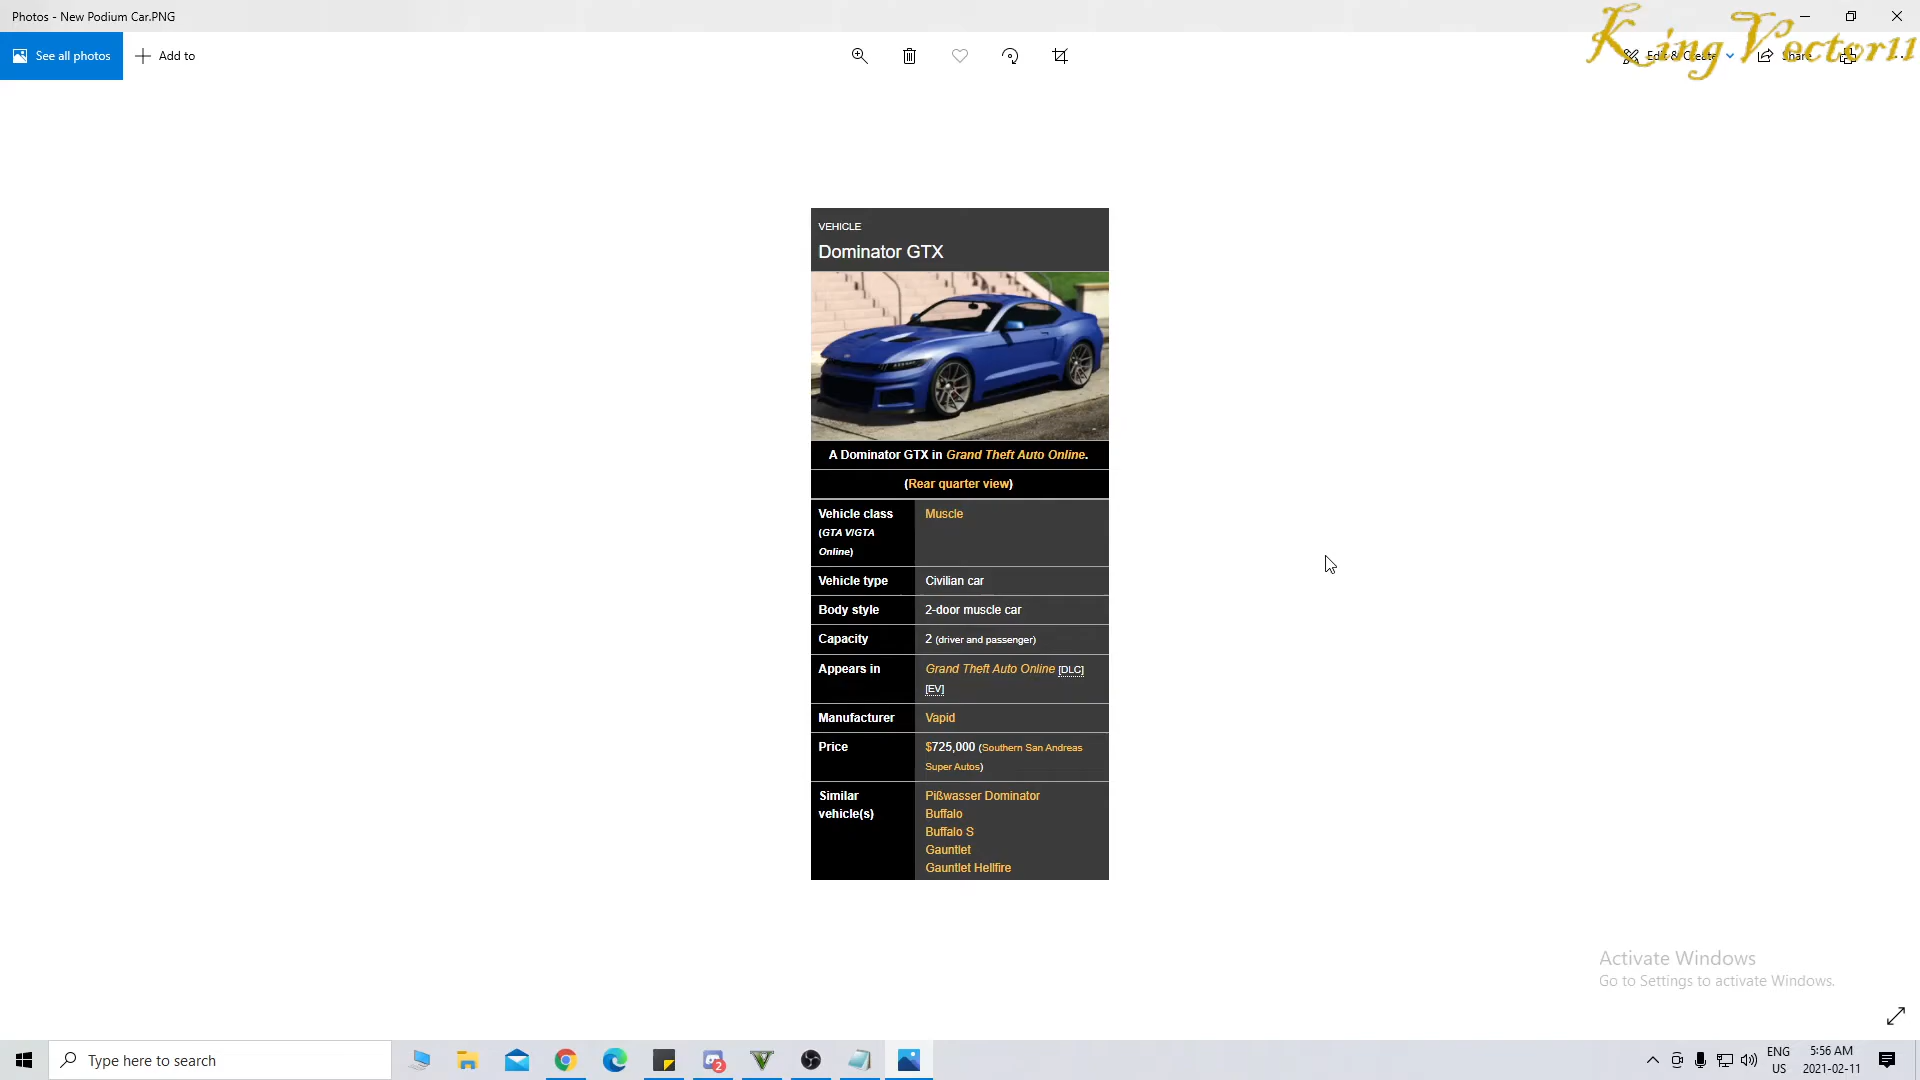 Photos - New Podium Car.PNG
KingVector11
See all photos
Add to
Edit & Create
Share
VEHICLE
Dominator GTX
A Dominator GTX in Grand Theft Auto Online.
(Rear quarter view)
Vehicle class Muscle
(GTA V/GTA
Online)
Vehicle type Civilian car
Body style 2-door muscle car
Capacity 2 (driver and passenger)
Appears in Grand Theft Auto Online [DLC]
[EV]
Manufacturer Vapid
Price $725,000 (Southern San Andreas
Super Autos)
Similar Pißwasser Dominator
vehicle(s) Buffalo
Buffalo S
Gauntlet
Gauntlet Hellfire
Activate Windows
Go to Settings to activate Windows.
Type here to search
2
ENG
US
5:56 AM
2021-02-11